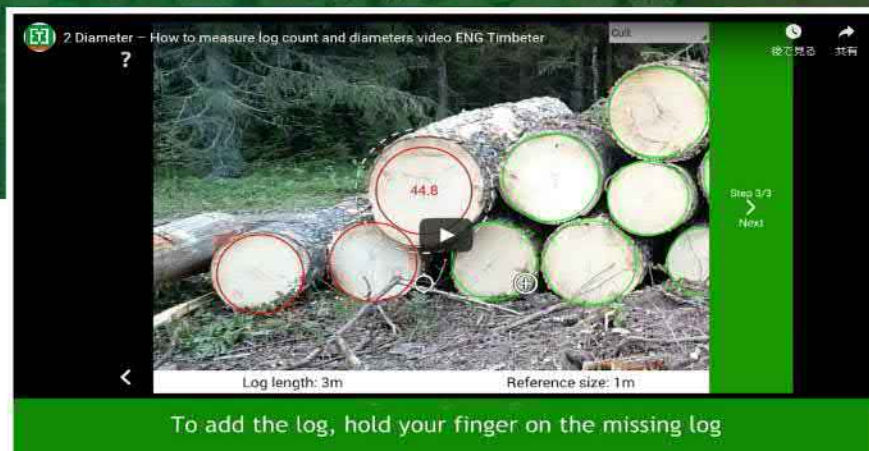 2 Diameter – How to measure log count and diameters video ENG Timbeter
?
Cull
後で見る
共有
44.8
Step 3/3
Next
Log length: 3m
Reference size: 1m
To add the log, hold your finger on the missing log